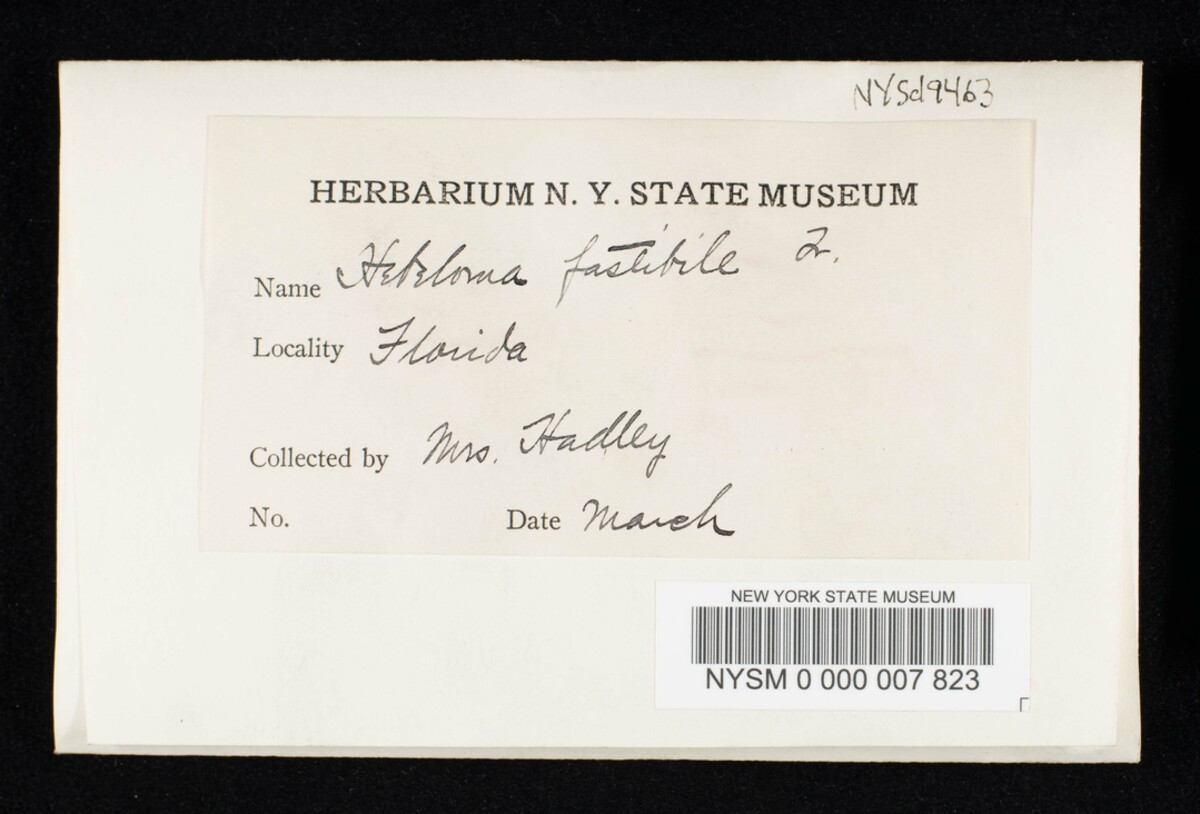 NYSd9463
HERBARIUM N. Y. STATE MUSEUM
Name Hebeloma fastibile Fr.
Locality Florida
Collected by Mrs. Hadley
No. Date March
NEW YORK STATE MUSEUM
NYSM 0 000 007 823